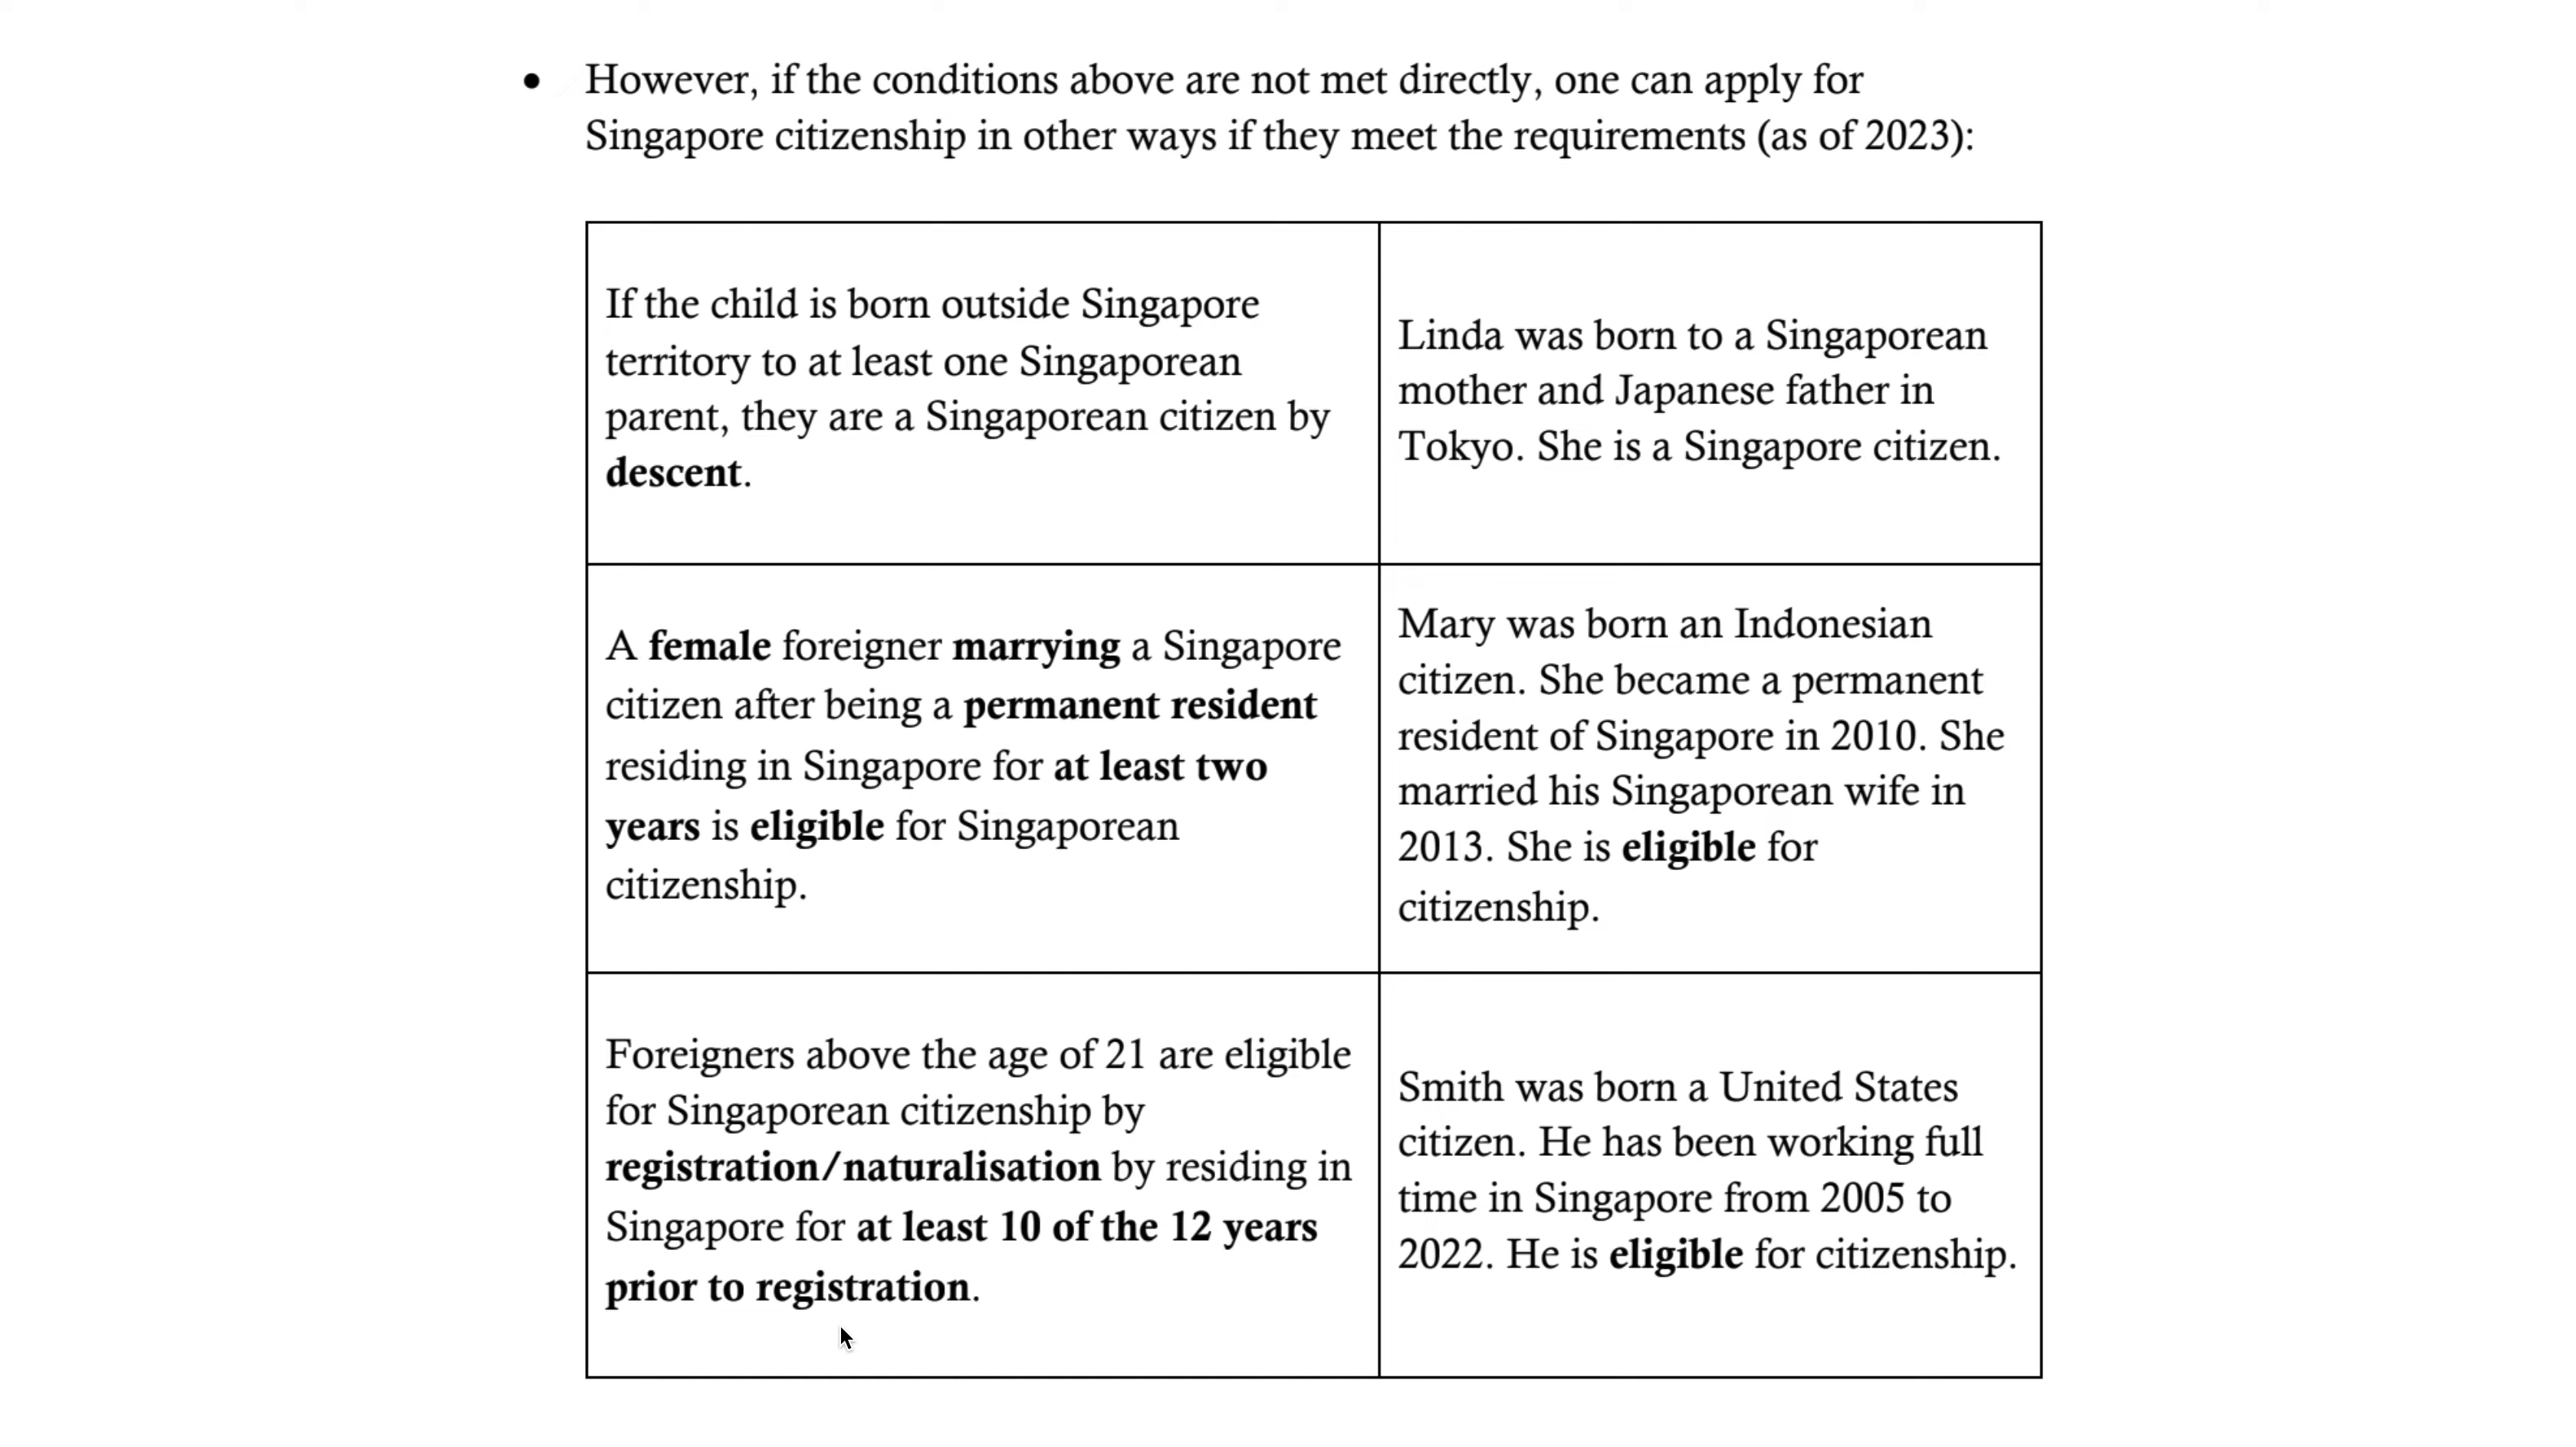 • However, if the conditions above are not met directly, one can apply for
Singapore citizenship in other ways if they meet the requirements (as of 2023):
If the child is born outside Singapore
territory to at least one Singaporean
parent, they are a Singaporean citizen by
descent.
Linda was born to a Singaporean
mother and Japanese father in
Tokyo. She is a Singapore citizen.
A female foreigner marrying a Singapore
citizen after being a permanent resident
residing in Singapore for at least two
years is eligible for Singaporean
citizenship.
Mary was born an Indonesian
citizen. She became a permanent
resident of Singapore in 2010. She
married his Singaporean wife in
2013. She is eligible for
citizenship.
Foreigners above the age of 21 are eligible
for Singaporean citizenship by
registration/naturalisation by residing in
Singapore for at least 10 of the 12 years
prior to registration.
Smith was born a United States
citizen. He has been working full
time in Singapore from 2005 to
2022. He is eligible for citizenship.